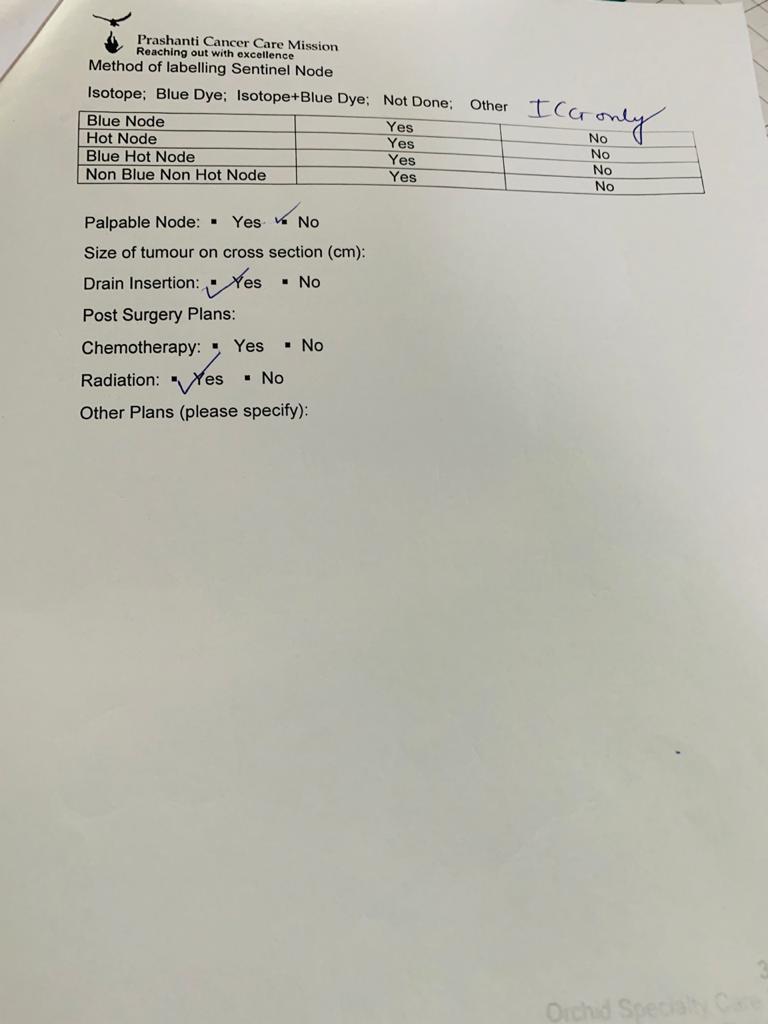 Prashanti Cancer Care Mission
Reaching out with excellence
Method of labelling Sentinel Node
Isotope; Blue Dye; Isotope+Blue Dye; Not Done; Other ICG only
Blue Node Yes No
Hot Node Yes No
Blue Hot Node Yes No
Non Blue Non Hot Node Yes No
Palpable Node: ▪ Yes ▪ No
Size of tumour on cross section (cm):
Drain Insertion: ▪ Yes ▪ No
Post Surgery Plans:
Chemotherapy: ▪ Yes ▪ No
Radiation: ▪ Yes ▪ No
Other Plans (please specify):
3
Orchid Specialty Care